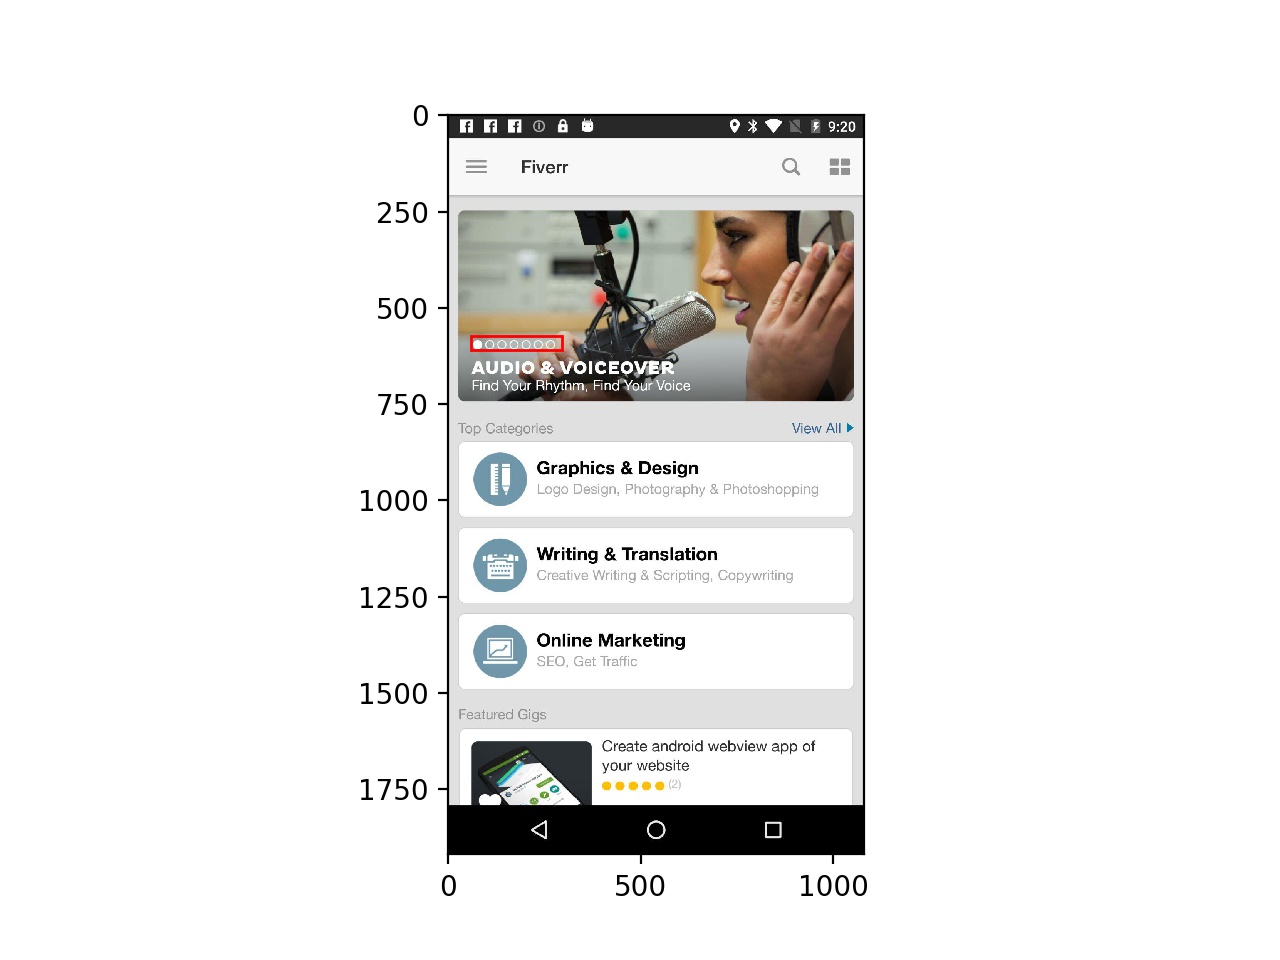 0
250
500
750
1000
1250
1500
1750
0
500
1000
9:20
Fiverr
AUDIO & VOICEOVER
Find Your Rhythm, Find Your Voice
Top Categories
View All
Graphics & Design
Logo Design, Photography & Photoshopping
Writing & Translation
Creative Writing & Scripting, Copywriting
Online Marketing
SEO, Get Traffic
Featured Gigs
Create android webview app of
your website
(2)